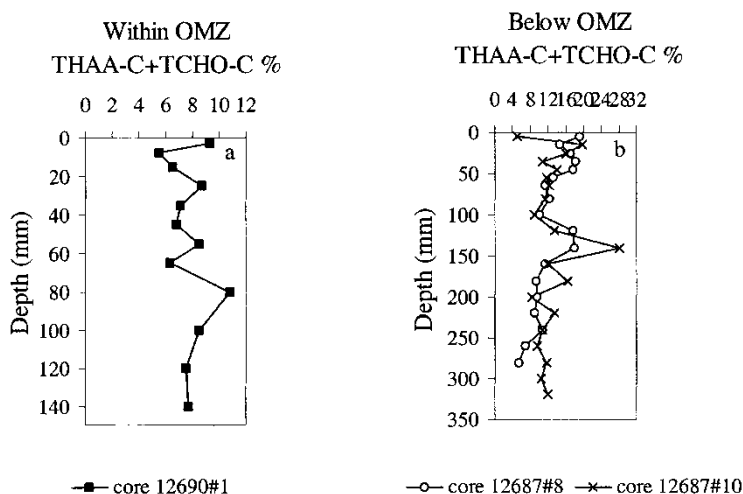 Within OMZ
THAA-C+TCHO-C %
0 2 4 6 8 10 12
a
0
20
40
60
80
100
120
140
Depth (mm)
core 12690#1
Below OMZ
THAA-C+TCHO-C %
0 4 8 12 16 20 24 28 32
b
0
50
100
150
200
250
300
350
Depth (mm)
core 12687#8
core 12687#10